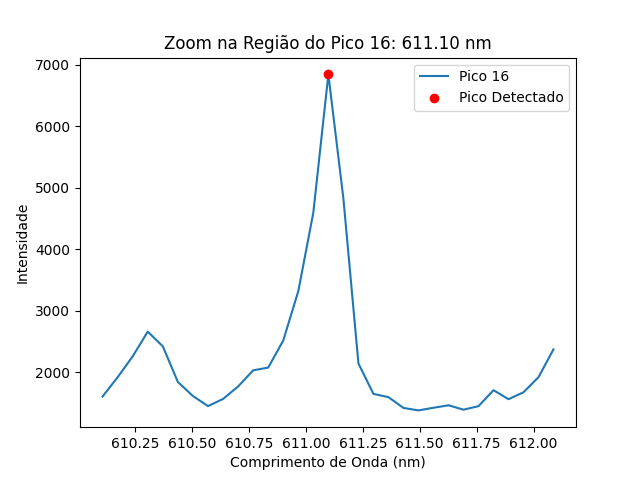 Zoom na Região do Pico 16: 611.10 nm
7000
6000
5000
4000
3000
2000
Intensidade
Pico 16
Pico Detectado
610.25 610.50 610.75 611.00 611.25 611.50 611.75 612.00
Comprimento de Onda (nm)